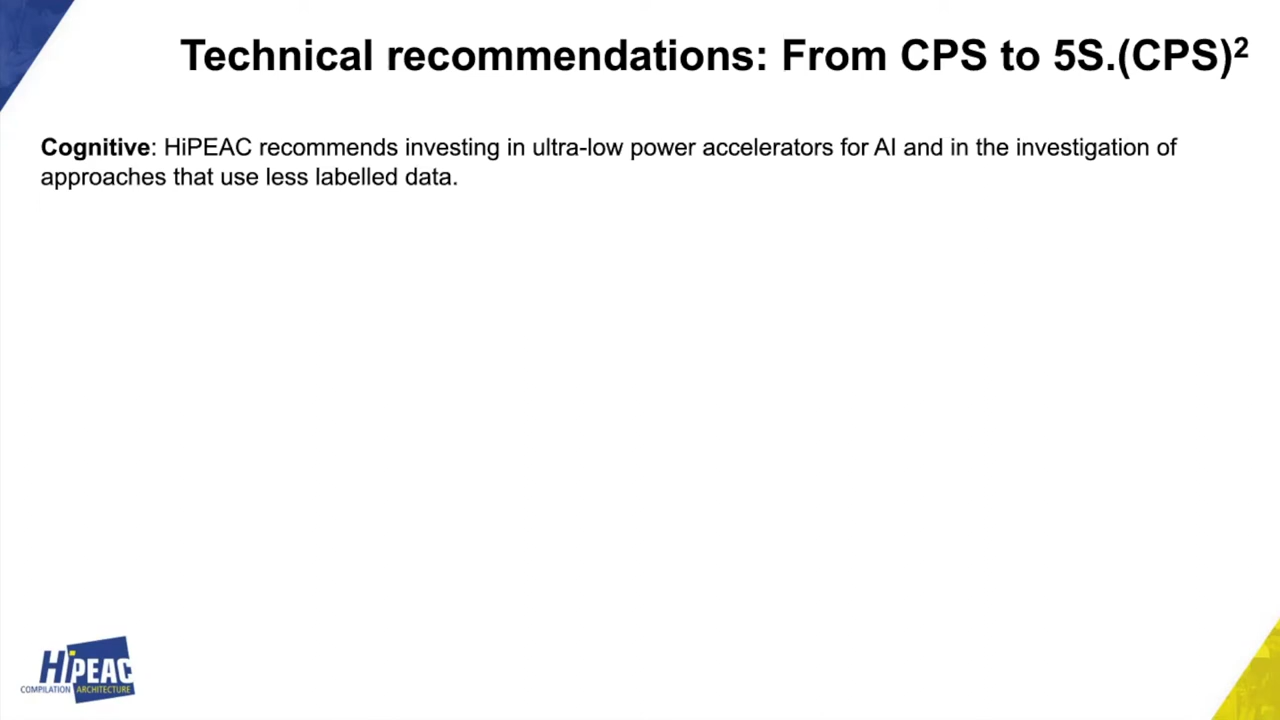 Technical recommendations: From CPS to 5S.(CPS)²
Cognitive: HiPEAC recommends investing in ultra-low power accelerators for AI and in the investigation of
approaches that use less labelled data.
HiPEAC
COMPILATION ARCHITECTURE